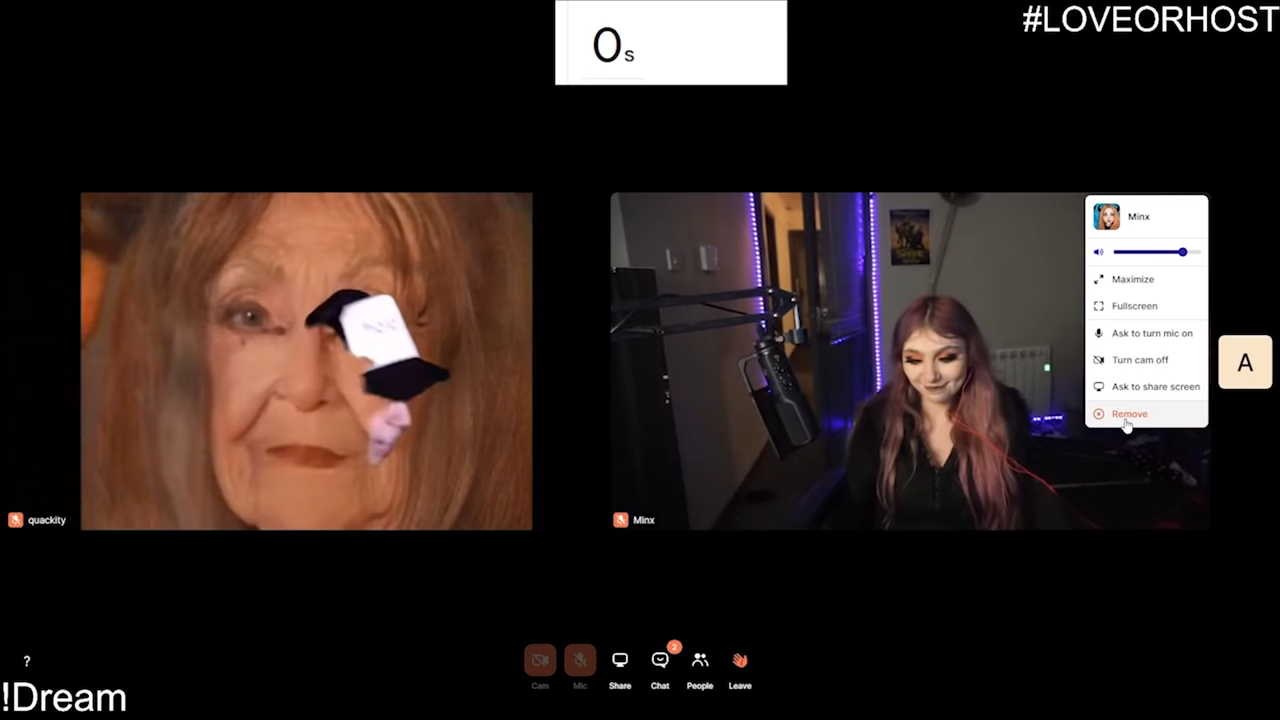 #LOVEORHOST
0s
Minx
Maximize
Fullscreen
Ask to turn mic on
Turn cam off
Ask to share screen
Remove
A
quackity
Minx
2
Cam
Mic
Share
Chat
People
Leave
?
!Dream